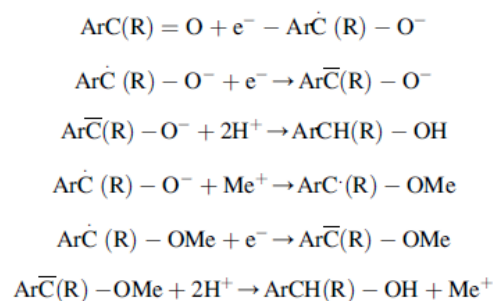 ArC(R) = O + e⁻ − ArĊ (R) − O⁻
ArĊ (R) − O⁻ + e⁻ → ArC̅(R) − O⁻
ArC̅(R) − O⁻ + 2H⁺ → ArCH(R) − OH
ArĊ (R) − O⁻ + Me⁺ → ArC·(R) − OMe
ArĊ (R) − OMe + e⁻ → ArC̅(R) − OMe
ArC̅(R) − OMe + 2H⁺ → ArCH(R) − OH + Me⁺